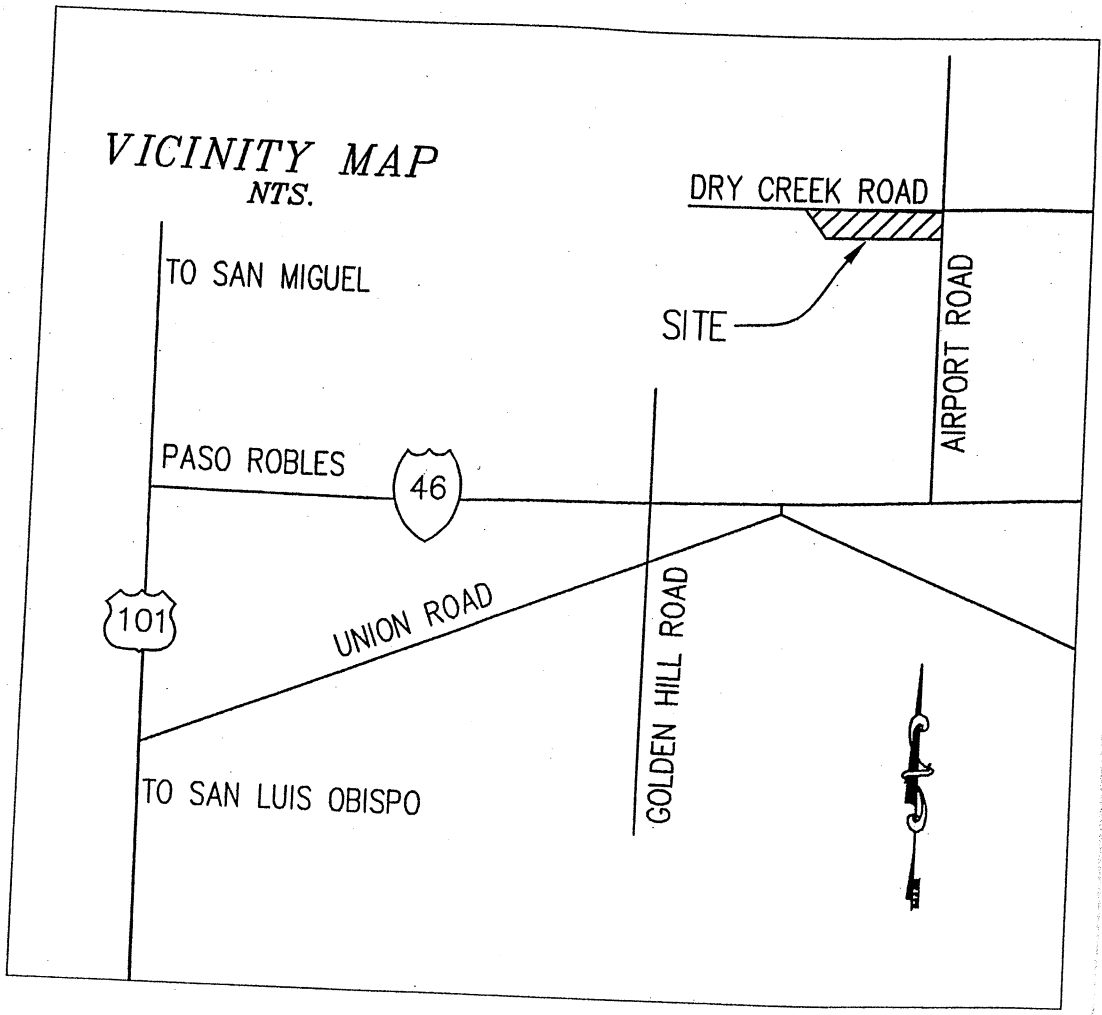 VICINITY MAP
NTS.
DRY CREEK ROAD
TO SAN MIGUEL
SITE
AIRPORT ROAD
PASO ROBLES
46
101
UNION ROAD
GOLDEN HILL ROAD
TO SAN LUIS OBISPO